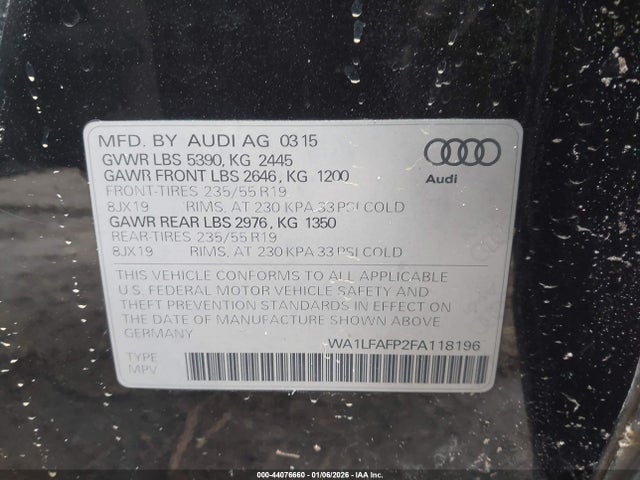 MFD. BY AUDI AG 03 15
GVWR LBS 5390, KG 2445
GAWR FRONT LBS 2646, KG 1200
FRONT-TIRES 235/55 R19
8JX19 RIMS, AT 230 KPA 33 PSI COLD
GAWR REAR LBS 2976, KG 1350
REAR-TIRES 235/55 R19
8JX19 RIMS, AT 230 KPA 33 PSI COLD
Audi
THIS VEHICLE CONFORMS TO ALL APPLICABLE
U.S. FEDERAL MOTOR VEHICLE SAFETY AND
THEFT PREVENTION STANDARDS IN EFFECT ON
THE DATE OF MANUFACTURE SHOWN ABOVE
GERMANY
WA1LFAFP2FA118196
TYPE
MPV
000-44076660 | 01/06/2026 | © IAA Inc.